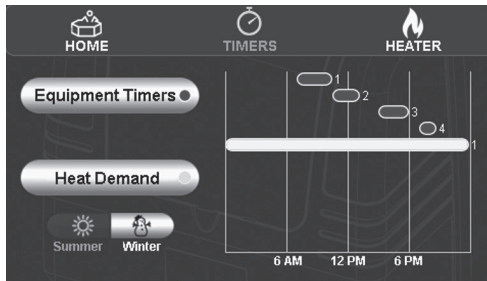 HOME TIMERS HEATER
Equipment Timers
1
2
3
4
1
Heat Demand
Summer Winter
6 AM 12 PM 6 PM